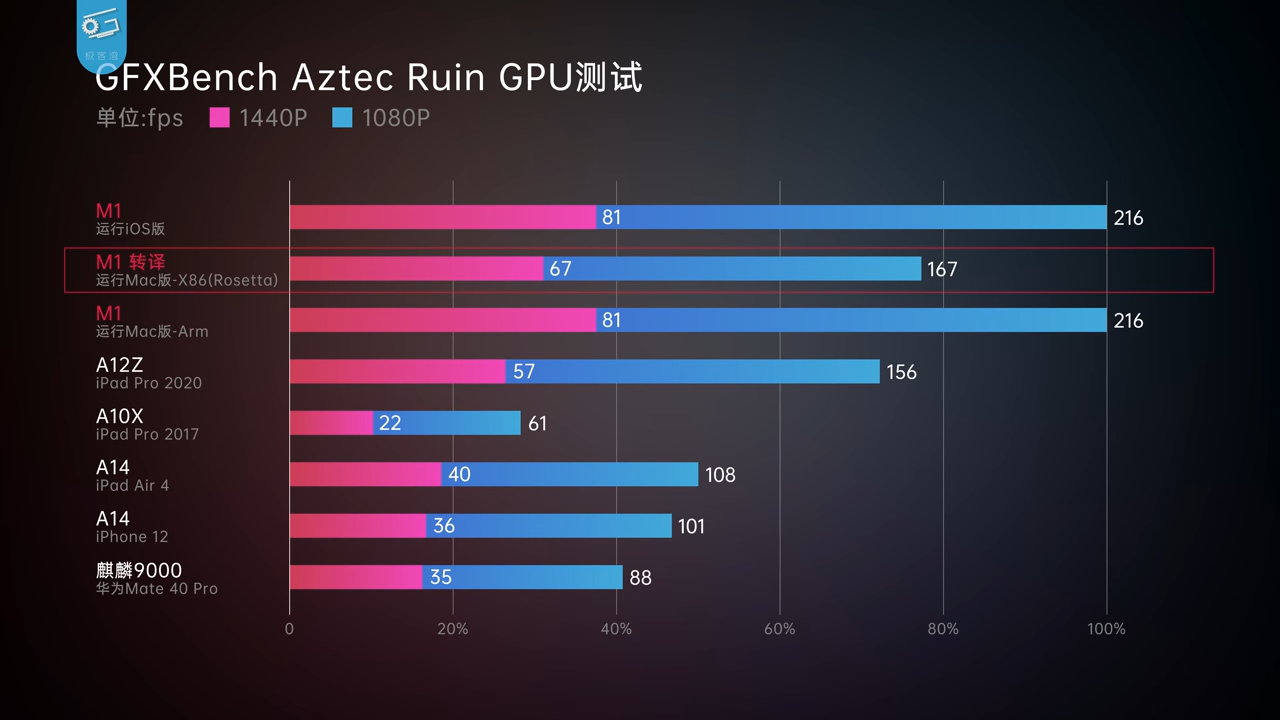 极客湾
GFXBench Aztec Ruin GPU测试
单位:fps 1440P 1080P
M1
运行iOS版
81 216
M1 转译
运行Mac版-X86(Rosetta)
67 167
M1
运行Mac版-Arm
81 216
A12Z
iPad Pro 2020
57 156
A10X
iPad Pro 2017
22 61
A14
iPad Air 4
40 108
A14
iPhone 12
36 101
麒麟9000
华为Mate 40 Pro
35 88
0 20% 40% 60% 80% 100%